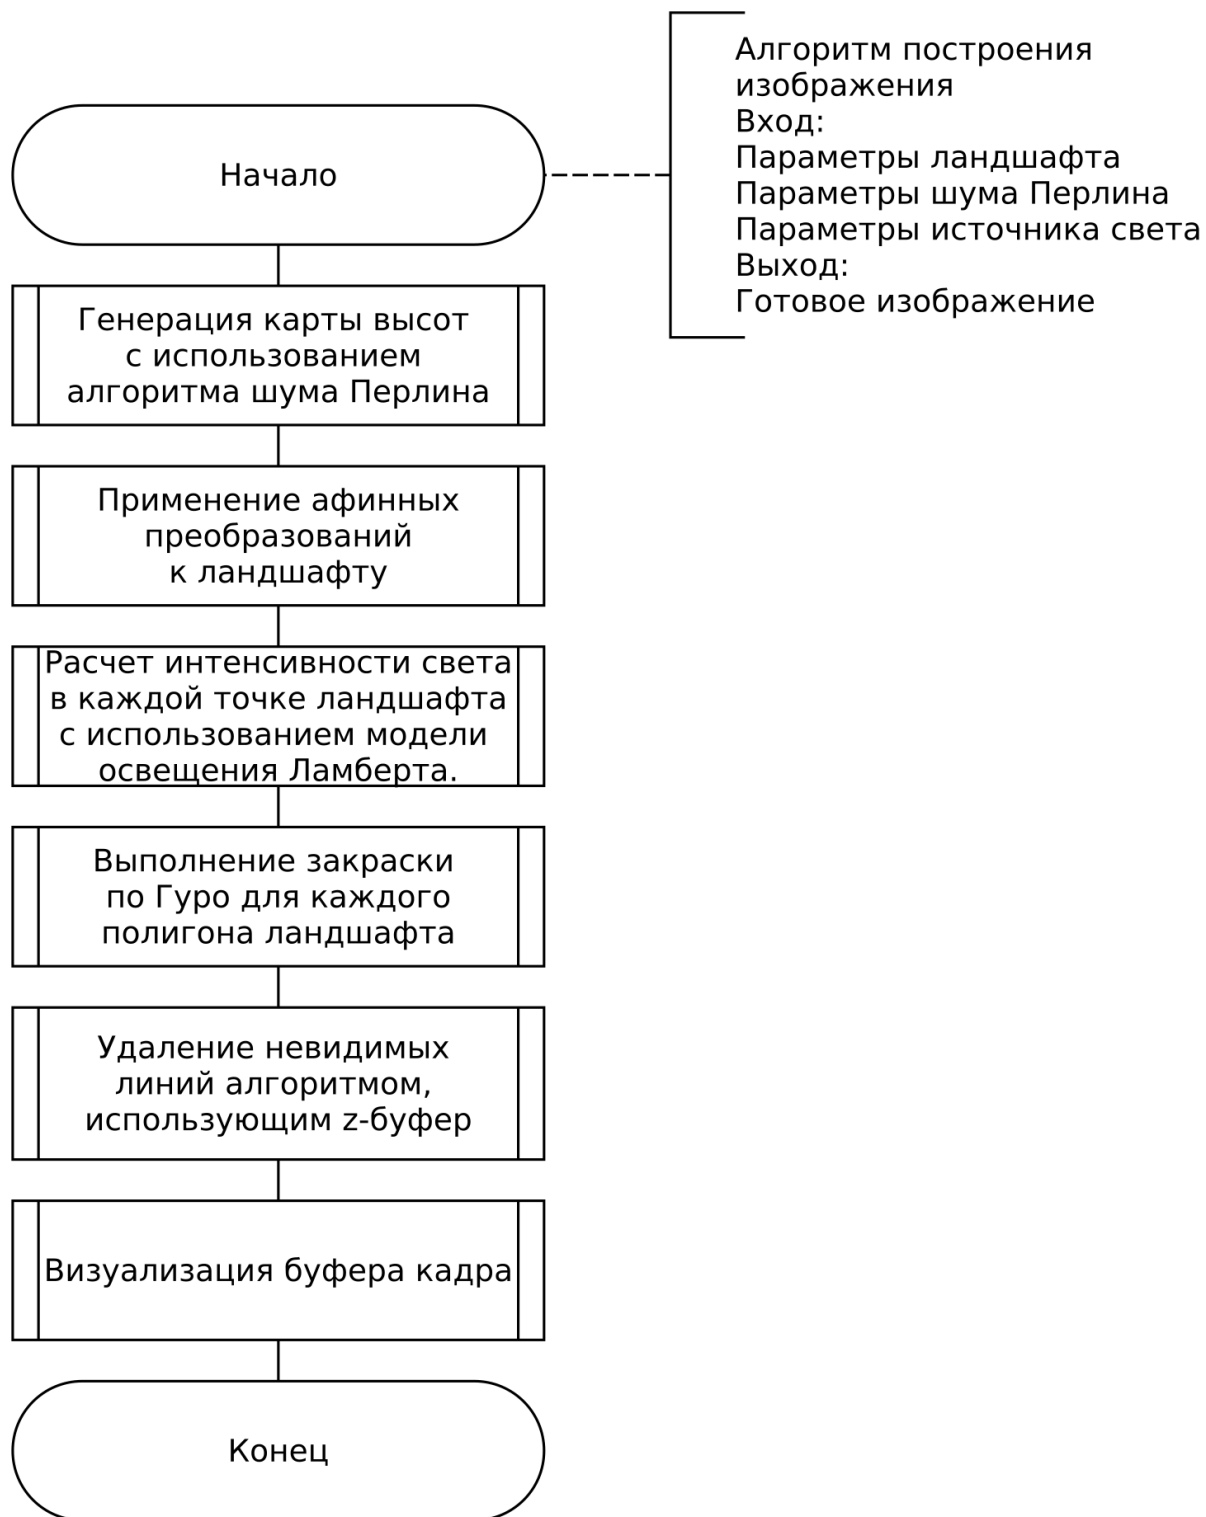 Алгоритм построения
изображения
Вход:
Параметры ландшафта
Параметры шума Перлина
Параметры источника света
Выход:
Готовое изображение
Начало
Генерация карты высот
с использованием
алгоритма шума Перлина
Применение афинных
преобразований
к ландшафту
Расчет интенсивности света
в каждой точке ландшафта
с использованием модели
освещения Ламберта.
Выполнение закраски
по Гуро для каждого
полигона ландшафта
Удаление невидимых
линий алгоритмом,
использующим z-буфер
Визуализация буфера кадра
Конец